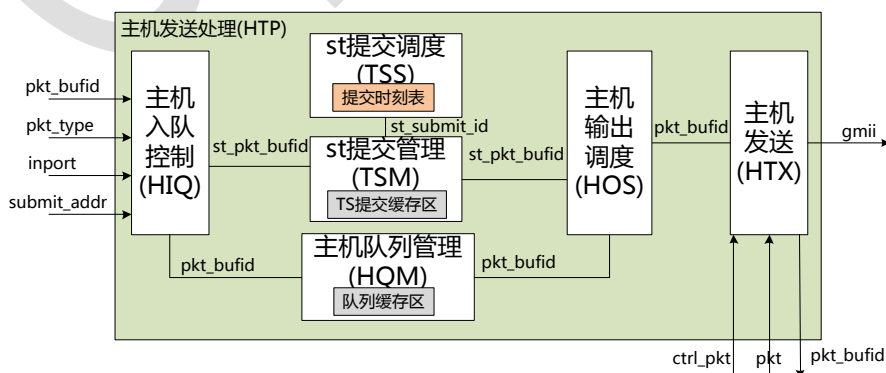 主机发送处理(HTP)
st提交调度
(TSS)
提交时刻表
pkt_bufid
pkt_type
inport
submit_addr
主机
入队
控制
(HIQ)
st_submit_id
st_pkt_bufid
st提交管理
(TSM)
TS提交缓存区
st_pkt_bufid
主机
输出
调度
(HOS)
pkt_bufid
主机
发送
(HTX)
gmii
pkt_bufid
主机队列管理
(HQM)
队列缓存区
pkt_bufid
ctrl_pkt
pkt
pkt_bufid